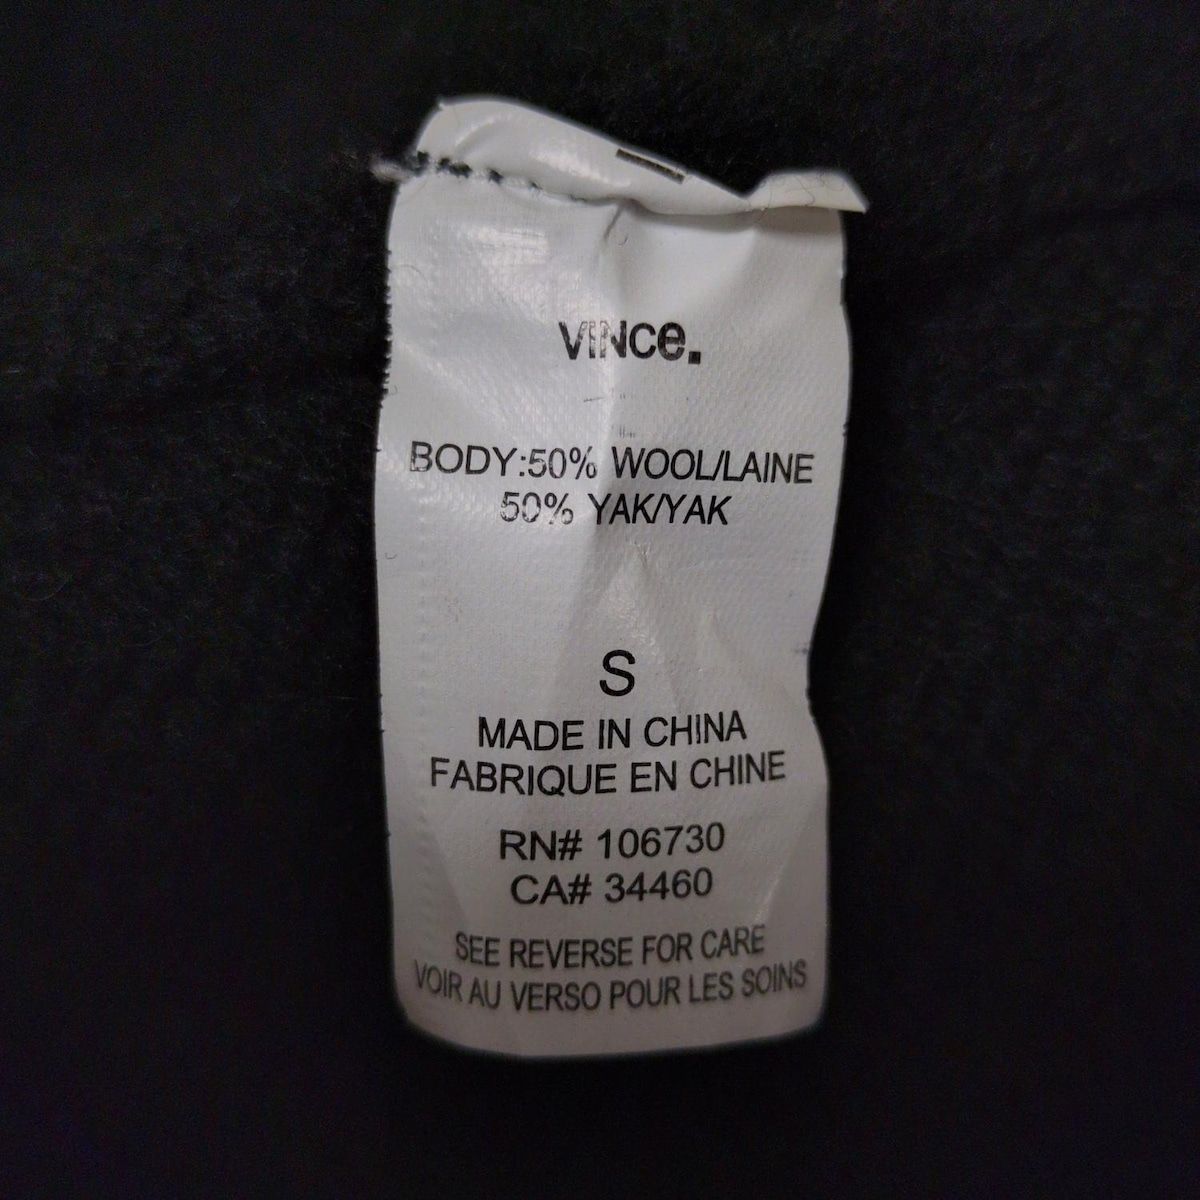 VINce.
BODY:50% WOOL/LAINE
50% YAK/YAK
S
MADE IN CHINA
FABRIQUE EN CHINE
RN# 106730
CA# 34460
SEE REVERSE FOR CARE
VOIR AU VERSO POUR LES SOINS